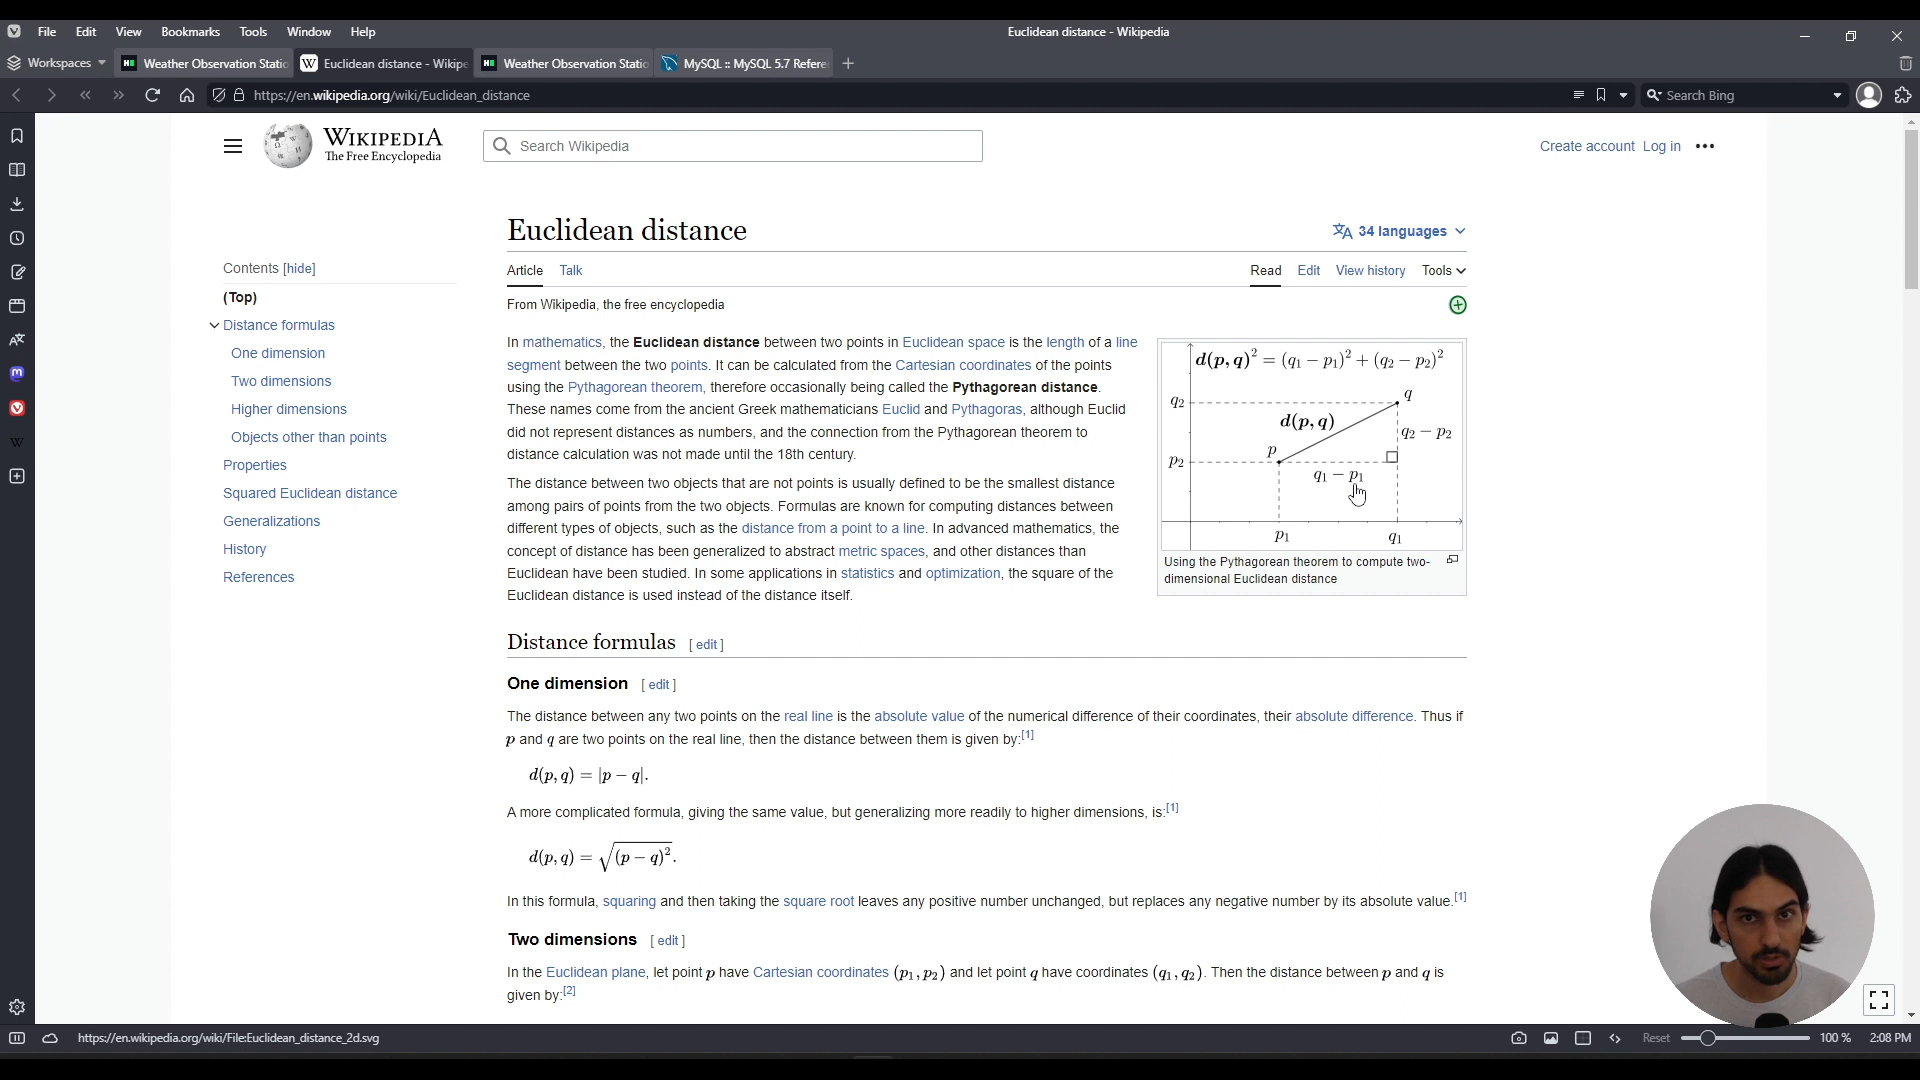 File Edit View Bookmarks Tools Window Help
Euclidean distance - Wikipedia
Workspaces
Weather Observation Static
Euclidean distance - Wikipe
Weather Observation Static
MySQL :: MySQL 5.7 Refere
https://en.wikipedia.org/wiki/Euclidean_distance
Search Bing
WIKIPEDIA
The Free Encyclopedia
Search Wikipedia
Create account Log in
Euclidean distance
34 languages
Contents [hide]
(Top)
Distance formulas
One dimension
Two dimensions
Higher dimensions
Objects other than points
Properties
Squared Euclidean distance
Generalizations
History
References
Article Talk
Read Edit View history Tools
From Wikipedia, the free encyclopedia
In mathematics, the Euclidean distance between two points in Euclidean space is the length of a line
segment between the two points. It can be calculated from the Cartesian coordinates of the points
using the Pythagorean theorem, therefore occasionally being called the Pythagorean distance.
These names come from the ancient Greek mathematicians Euclid and Pythagoras, although Euclid
did not represent distances as numbers, and the connection from the Pythagorean theorem to
distance calculation was not made until the 18th century.
The distance between two objects that are not points is usually defined to be the smallest distance
among pairs of points from the two objects. Formulas are known for computing distances between
different types of objects, such as the distance from a point to a line. In advanced mathematics, the
concept of distance has been generalized to abstract metric spaces, and other distances than
Euclidean have been studied. In some applications in statistics and optimization, the square of the
Euclidean distance is used instead of the distance itself.
d(p, q)² = (q₁ − p₁)² + (q₂ − p₂)²
q₂
q
d(p, q)
q₂ − p₂
p
p₂
q₁ − p₁
p₁
q₁
Using the Pythagorean theorem to compute two-
dimensional Euclidean distance
Distance formulas [ edit ]
One dimension [ edit ]
The distance between any two points on the real line is the absolute value of the numerical difference of their coordinates, their absolute difference. Thus if
p and q are two points on the real line, then the distance between them is given by:[1]
d(p, q) = |p − q|.
A more complicated formula, giving the same value, but generalizing more readily to higher dimensions, is:[1]
d(p, q) = √(p − q)².
In this formula, squaring and then taking the square root leaves any positive number unchanged, but replaces any negative number by its absolute value.[1]
Two dimensions [ edit ]
In the Euclidean plane, let point p have Cartesian coordinates (p₁, p₂) and let point q have coordinates (q₁, q₂). Then the distance between p and q is
given by:[2]
https://en.wikipedia.org/wiki/File:Euclidean_distance_2d.svg
Reset
100 %
2:08 PM